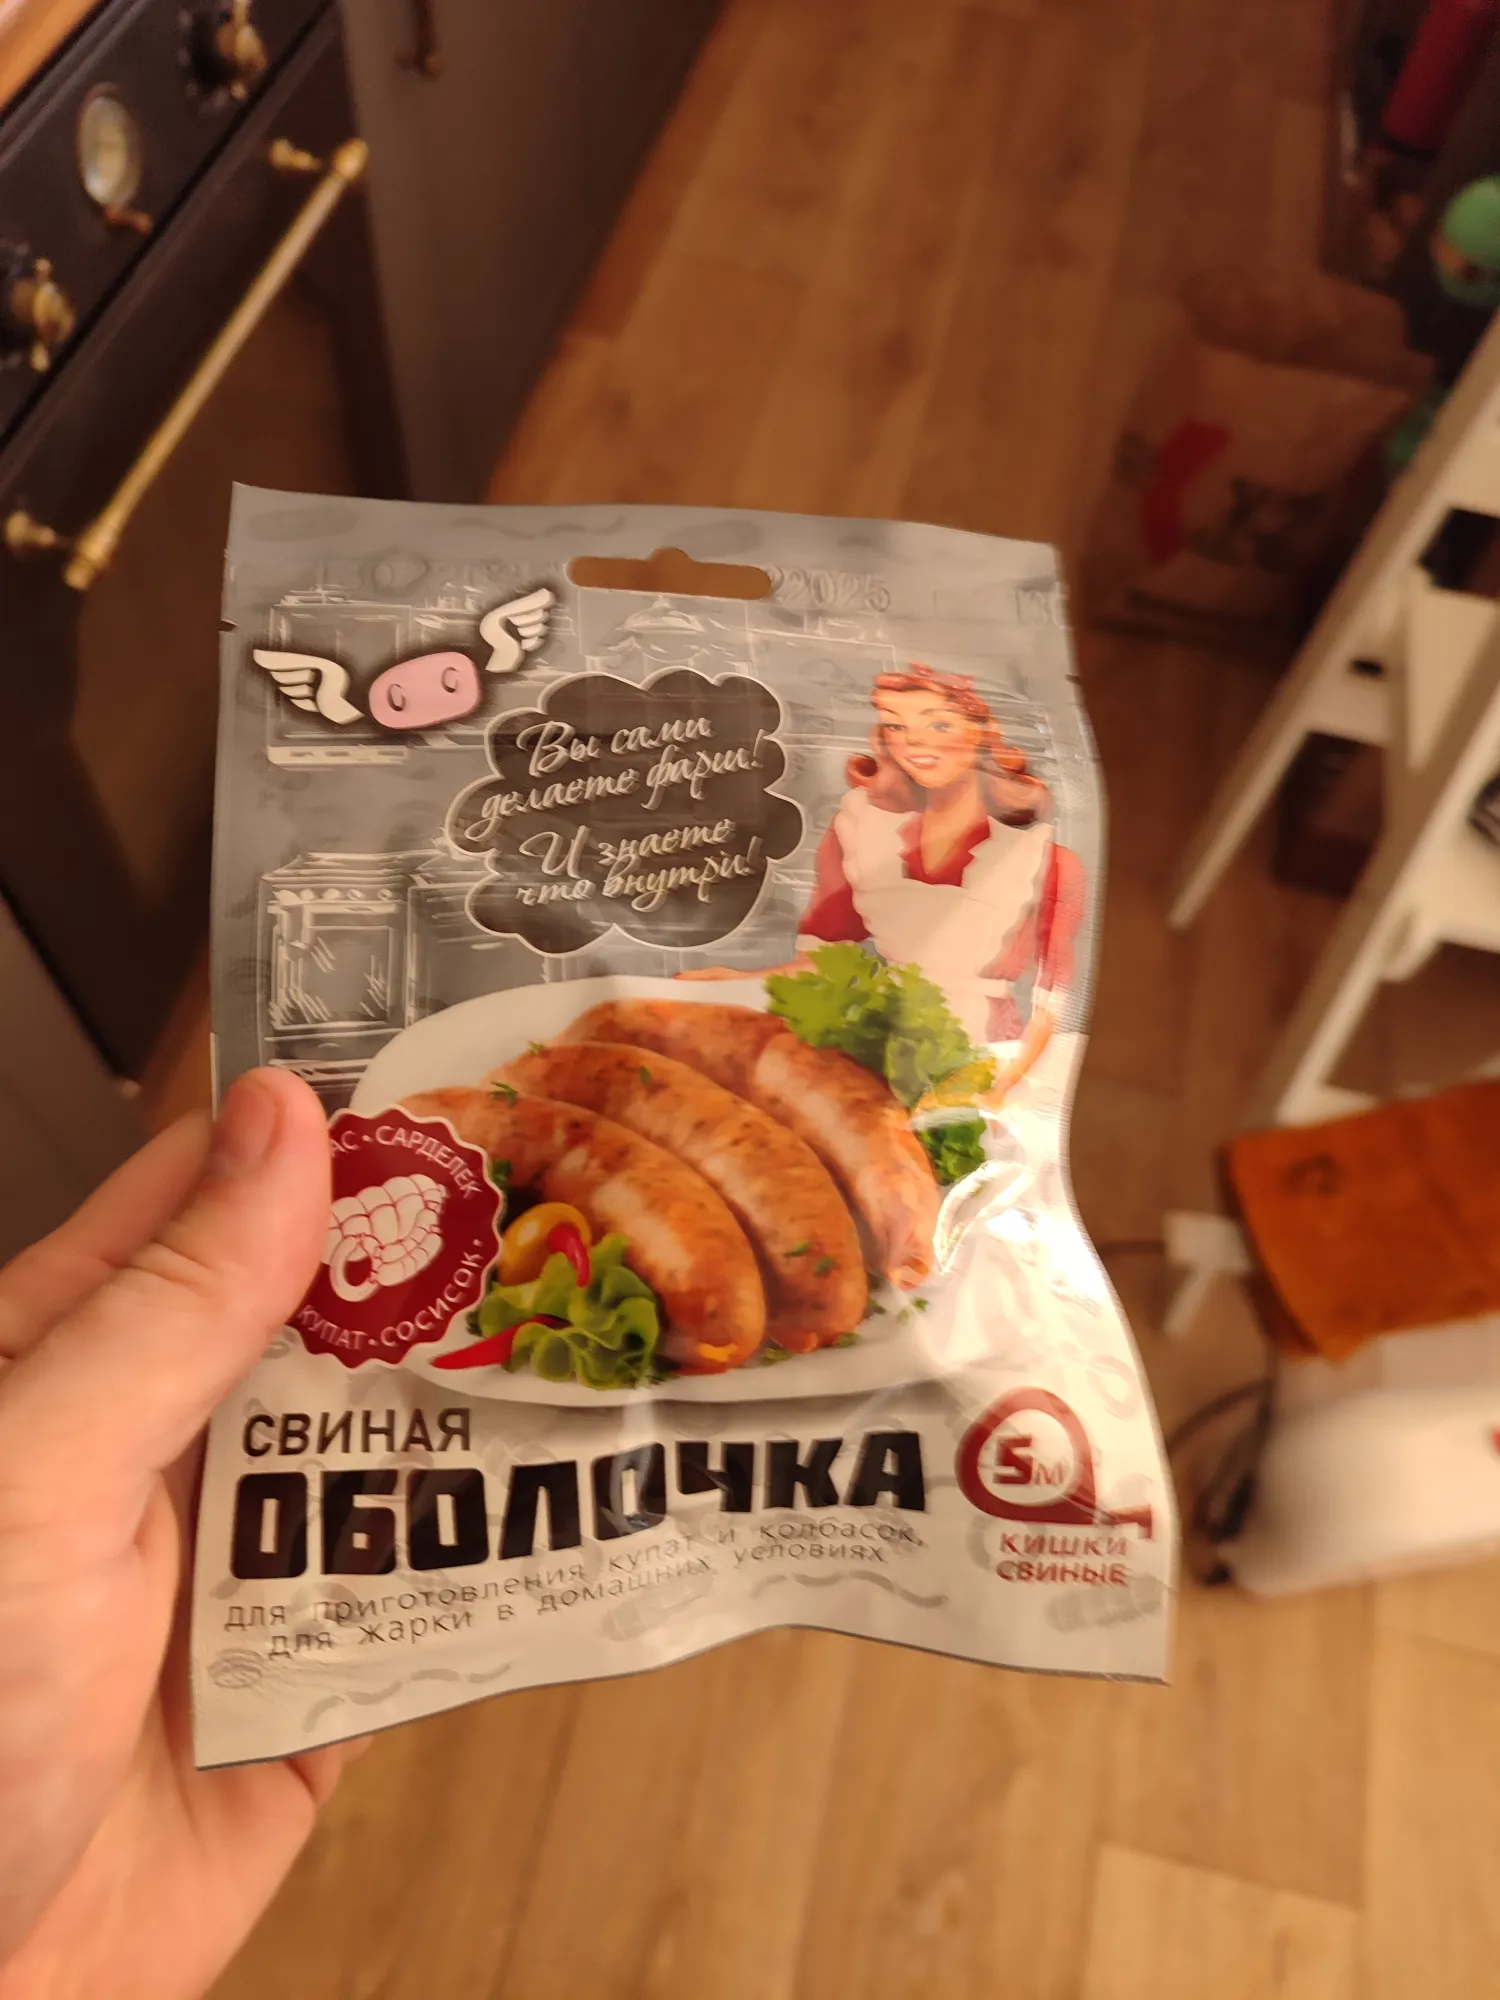 2025
Вы сами
делаете фарш!
И знаете
что внутри!
САРДЕЛЕК
КУПАТ • СОСИСОК •
СВИНАЯ
ОБОЛОЧКА
для приготовления купат и колбасок,
для жарки в домашних условиях
5м
КИШКИ
СВИНЫЕ